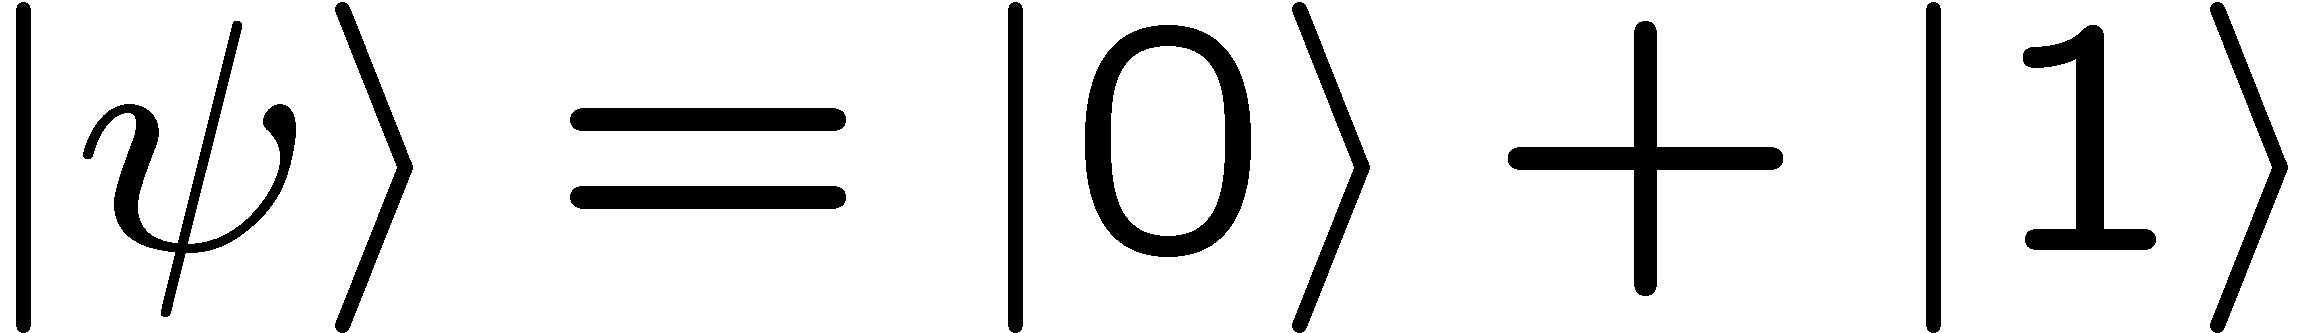 |ψ⟩ = |0⟩ + |1⟩